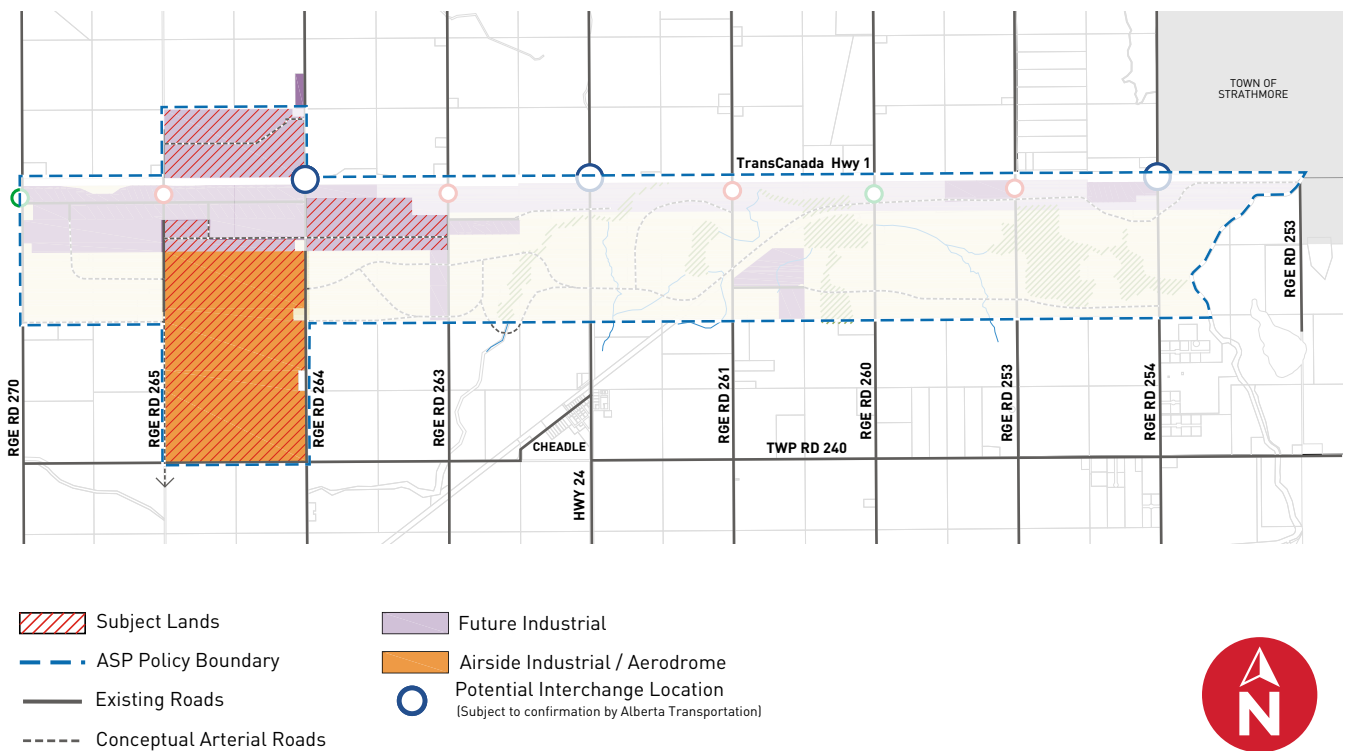 TOWN OF
STRATHMORE
TransCanada Hwy 1
RGE RD 253
RGE RD 270
RGE RD 265
RGE RD 264
RGE RD 263
RGE RD 261
RGE RD 260
RGE RD 253
RGE RD 254
CHEADLE
TWP RD 240
HWY 24
Subject Lands
ASP Policy Boundary
Existing Roads
Conceptual Arterial Roads
Future Industrial
Airside Industrial / Aerodrome
Potential Interchange Location
(Subject to confirmation by Alberta Transportation)
N